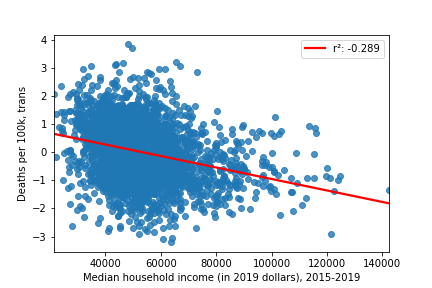 r²: -0.289
4
3
2
1
0
−1
−2
−3
Deaths per 100k, trans
40000 60000 80000 100000 120000 140000
Median household income (in 2019 dollars), 2015-2019